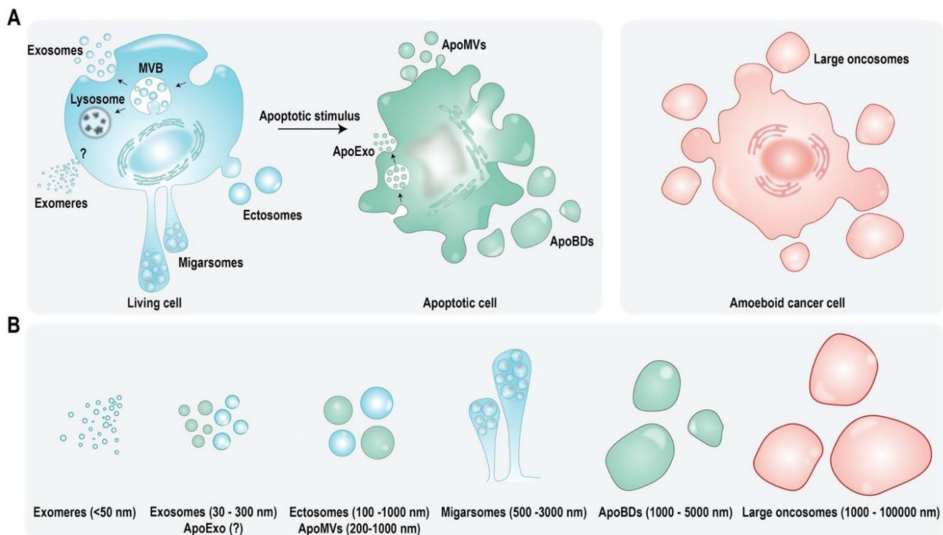 A
Exosomes
MVB
Lysosome
?
Exomeres
Ectosomes
Migarsomes
Living cell
Apoptotic stimulus
ApoMVs
ApoExo
ApoBDs
Apoptotic cell
Large oncosomes
Amoeboid cancer cell
B
Exomeres (<50 nm)
Exosomes (30 - 300 nm)
ApoExo (?)
Ectosomes (100 -1000 nm)
ApoMVs (200-1000 nm)
Migarsomes (500 -3000 nm)
ApoBDs (1000 - 5000 nm)
Large oncosomes (1000 - 100000 nm)